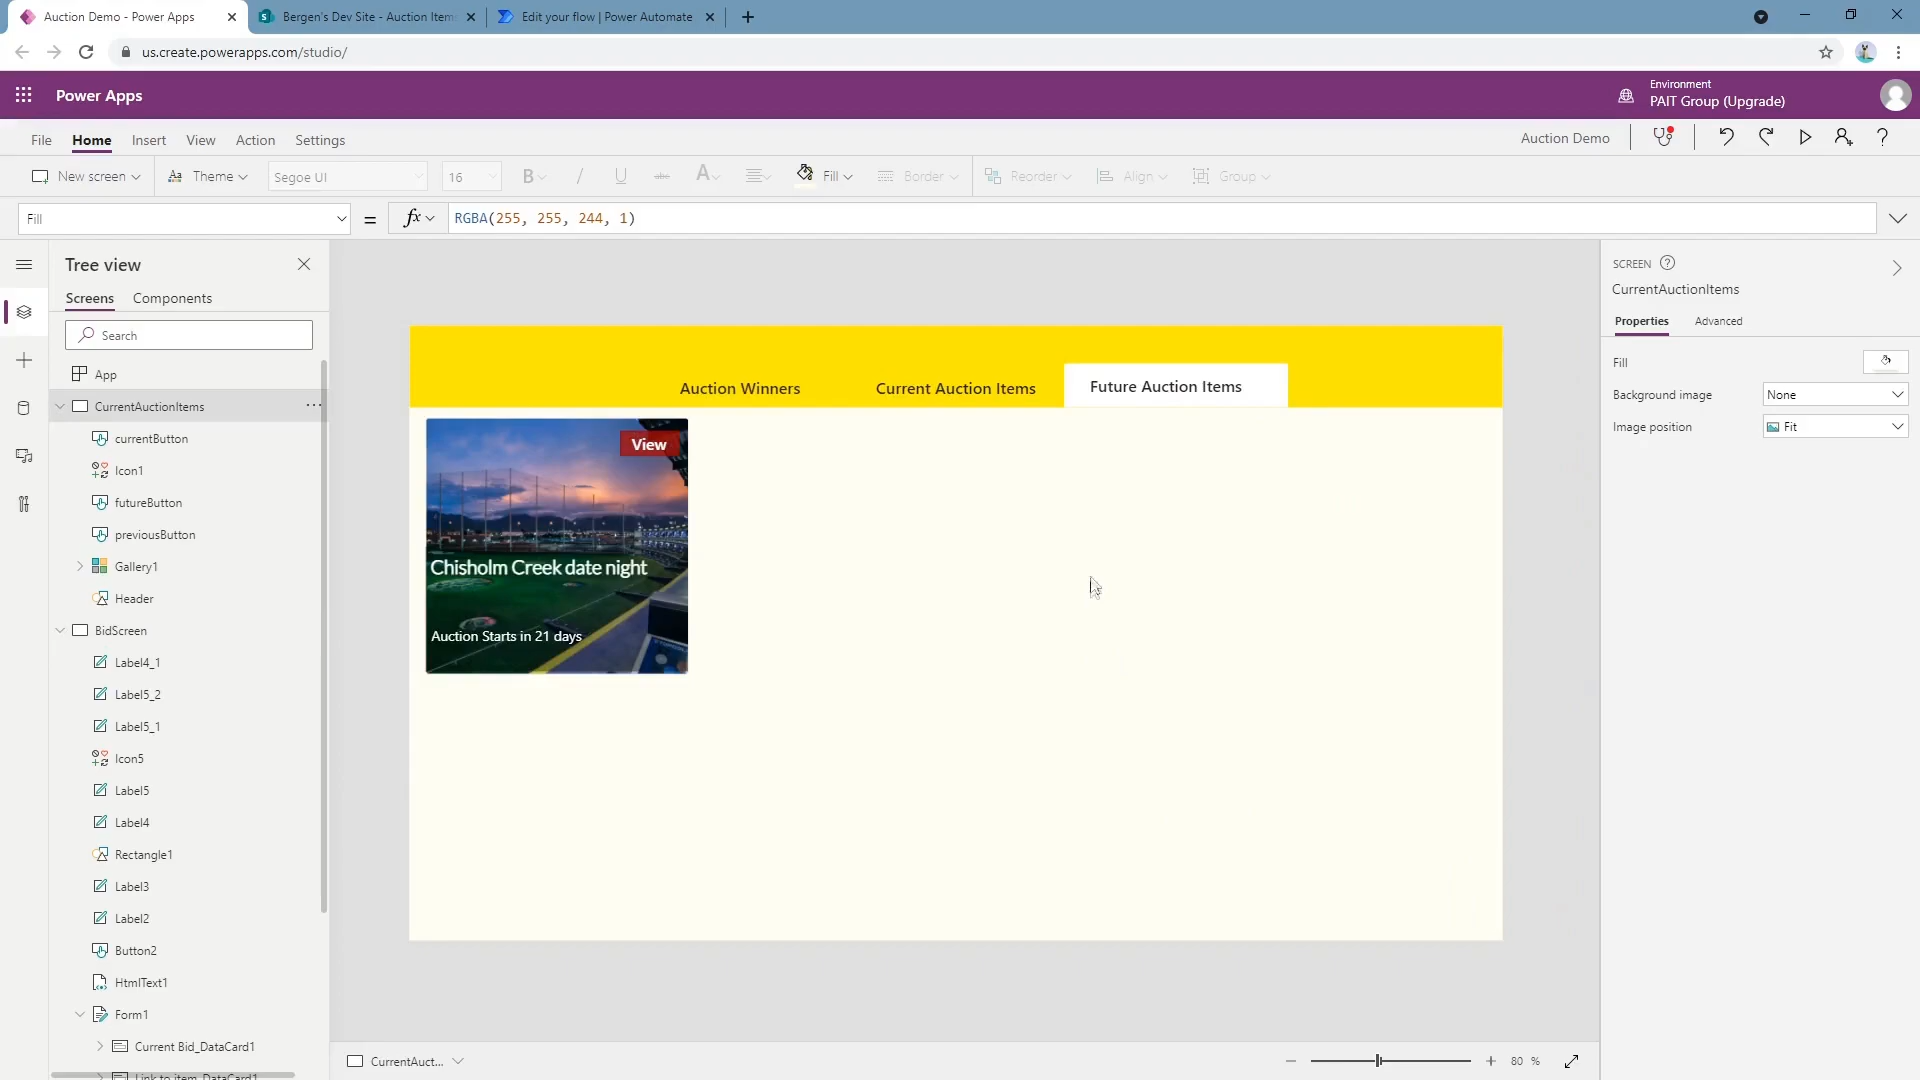 Auction Demo - Power Apps
Bergen's Dev Site - Auction Item
Edit your flow | Power Automate
us.create.powerapps.com/studio/
Power Apps
Environment
PAIT Group (Upgrade)
File Home Insert View Action Settings
Auction Demo
New screen
Theme
Segoe UI
16
B
I
U
abc
A
Fill
Border
Reorder
Align
Group
Fill
=
fx
RGBA(255, 255, 244, 1)
Tree view
Screens Components
Search
App
CurrentAuctionItems
currentButton
Icon1
futureButton
previousButton
Gallery1
Header
BidScreen
Label4_1
Label5_2
Label5_1
Icon5
Label5
Label4
Rectangle1
Label3
Label2
Button2
HtmlText1
Form1
Current Bid_DataCard1
Link to item_DataCard1
Auction Winners
Current Auction Items
Future Auction Items
View
Chisholm Creek date night
Auction Starts in 21 days
CurrentAuct...
80 %
SCREEN
CurrentAuctionItems
Properties Advanced
Fill
Background image
None
Image position
Fit